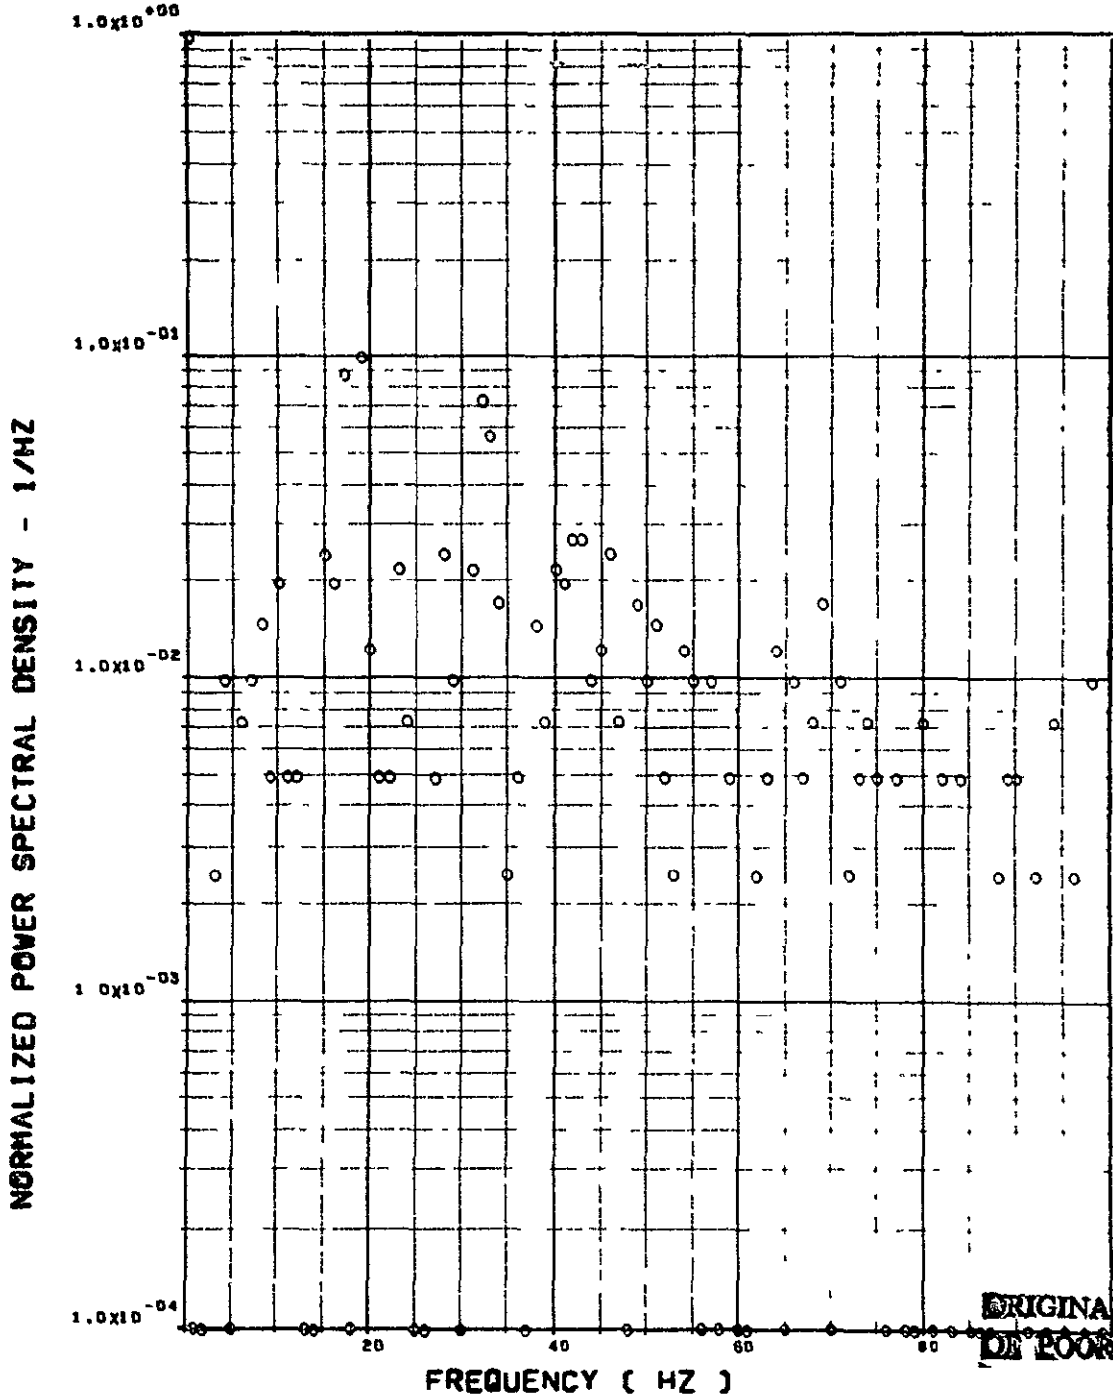 1.0x10+00
1.0x10-01
1.0x10-02
1 0x10-03
1.0x10-04
NORMALIZED POWER SPECTRAL DENSITY - 1/HZ
20
40
60
80
FREQUENCY ( HZ )
ORIGINA
OF POOR